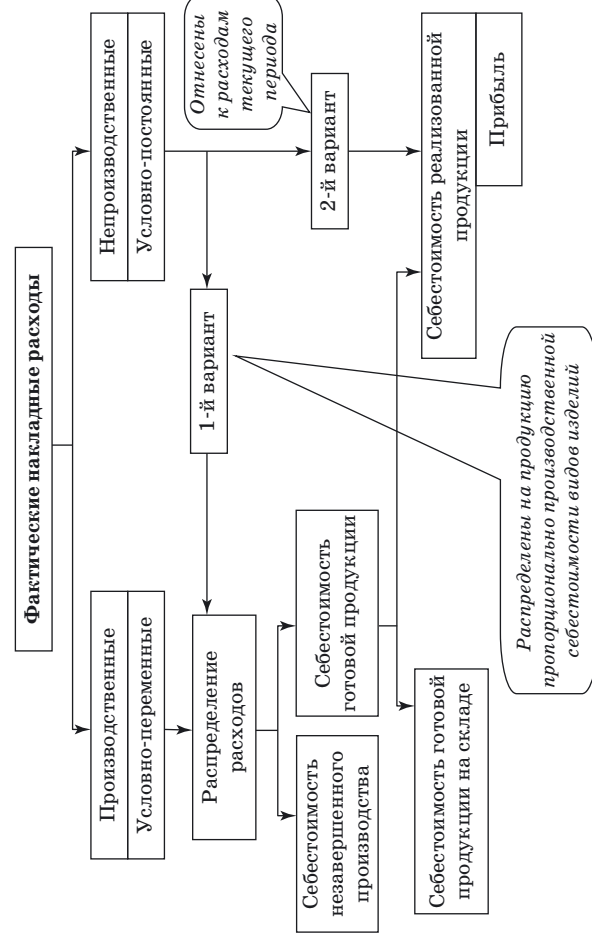 Фактические накладные расходы
Производственные
Условно-переменные
Непроизводственные
Условно-постоянные
Отнесены
к расходам
текущего
периода
1-й вариант
2-й вариант
Распределение
расходов
Себестоимость
незавершенного
производства
Себестоимость
готовой продукции
Себестоимость готовой
продукции на складе
Себестоимость реализованной
продукции
Прибыль
Распределены на продукцию
пропорционально производственной
себестоимости видов изделий